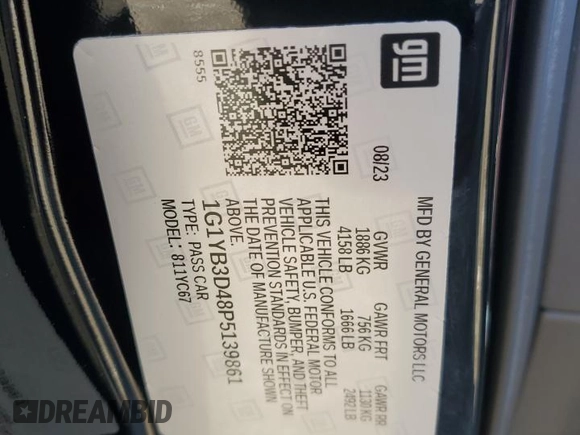 gm
8555
MFD BY GENERAL MOTORS LLC
08/23
GVWR GAWR FRT GAWR RR
1886 KG 756 KG 1130 KG
4158 LB 1666 LB 2492 LB
THIS VEHICLE CONFORMS TO ALL
APPLICABLE U.S. FEDERAL MOTOR
VEHICLE SAFETY, BUMPER, AND THEFT
PREVENTION STANDARDS IN EFFECT ON
THE DATE OF MANUFACTURE SHOWN
ABOVE.
1G1YB3D48P5139861
TYPE: PASS CAR
MODEL: 811YC67
DREAMBID